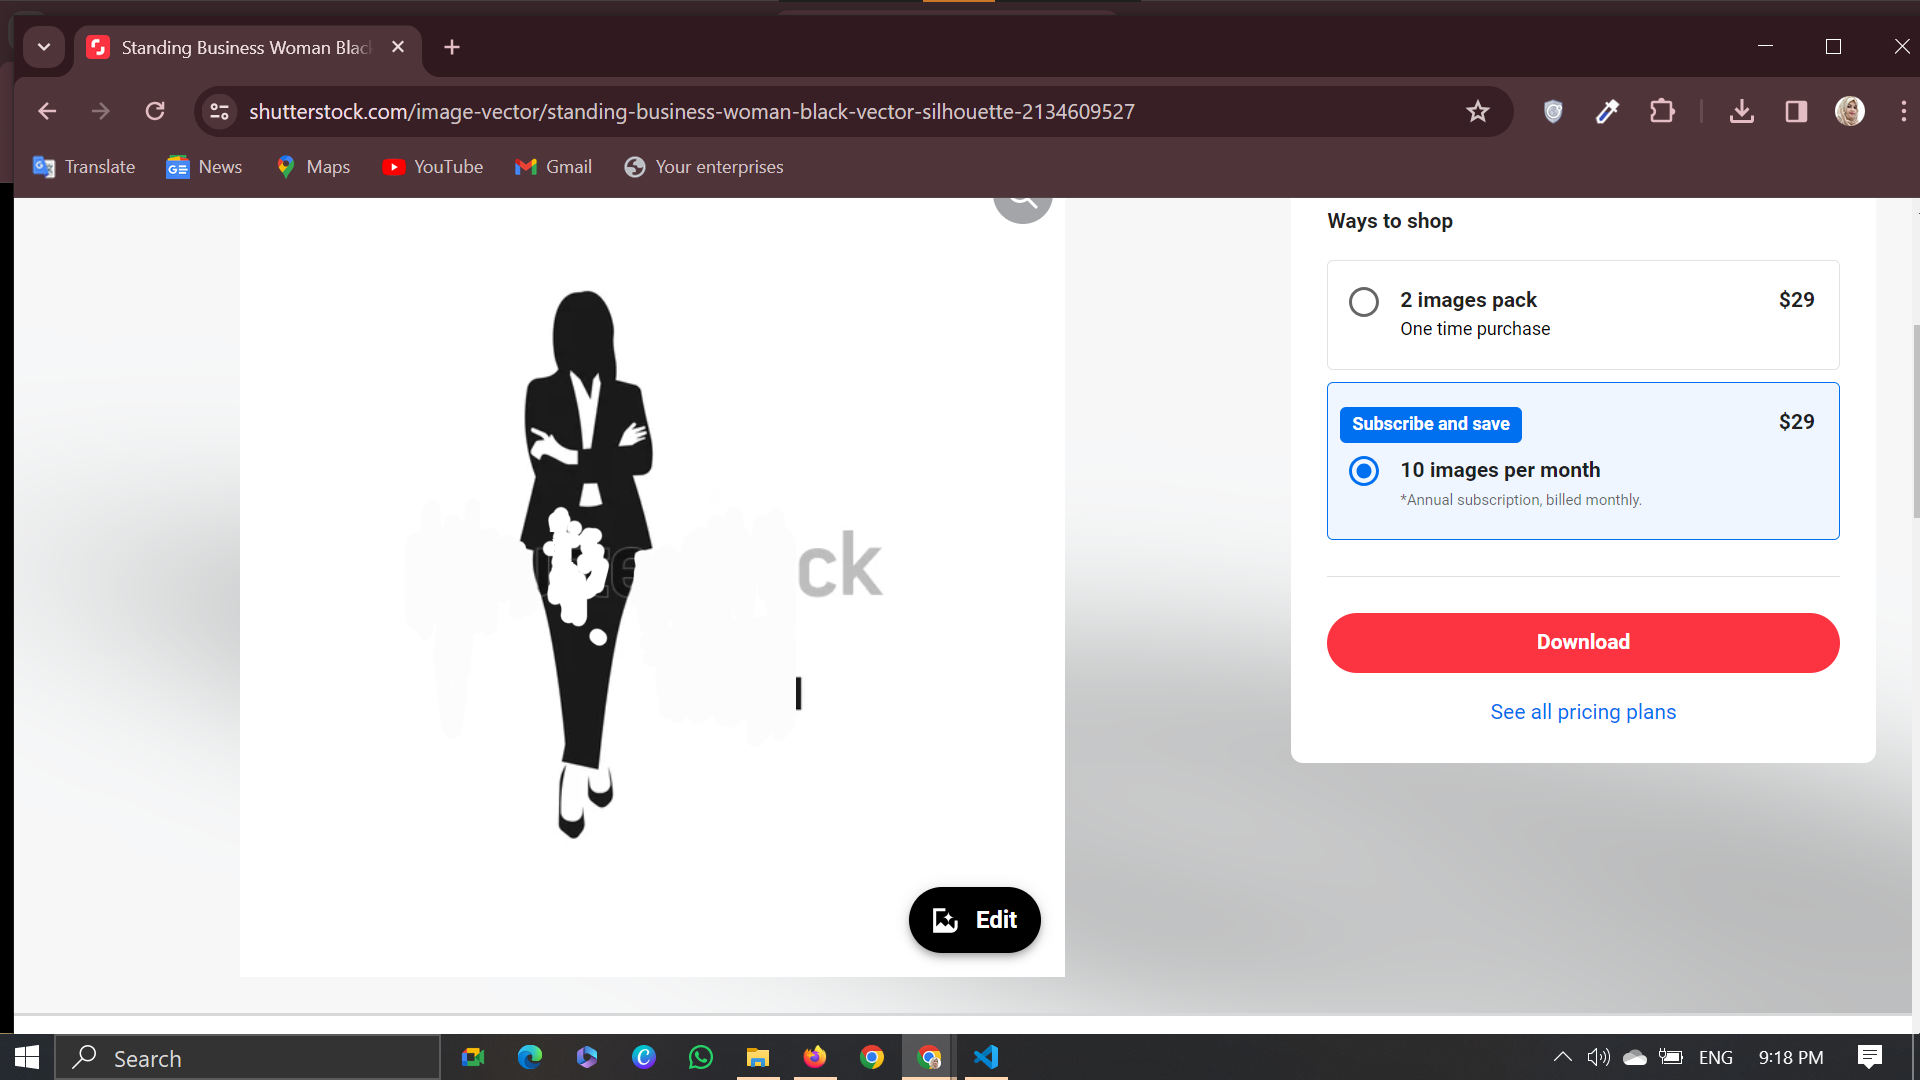 Standing Business Woman Blac
shutterstock.com/image-vector/standing-business-woman-black-vector-silhouette-2134609527
Translate
News
Maps
YouTube
Gmail
Your enterprises
Ways to shop
2 images pack $29
One time purchase
Subscribe and save $29
10 images per month
*Annual subscription, billed monthly.
ck
Download
See all pricing plans
Edit
Search
ENG
9:18 PM